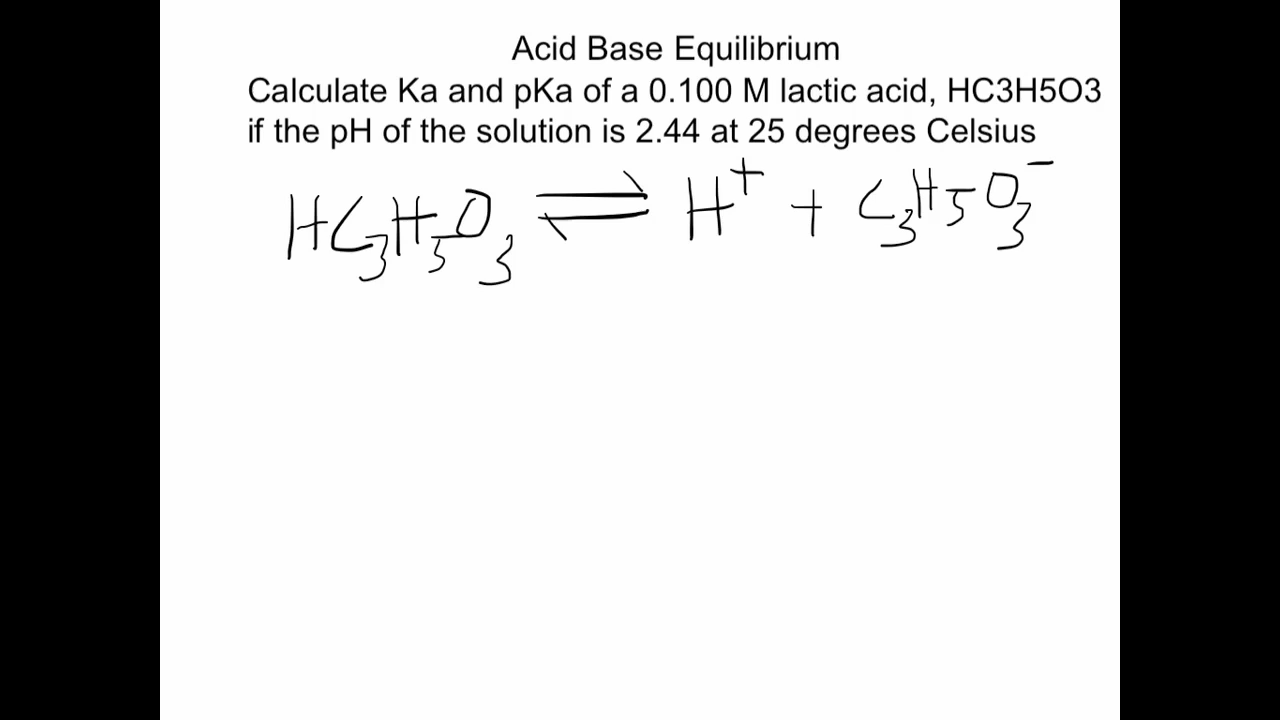 Acid Base Equilibrium
Calculate Ka and pKa of a 0.100 M lactic acid, HC3H5O3
if the pH of the solution is 2.44 at 25 degrees Celsius
HC₃H₅O₃ ⇌ H⁺ + C₃H₅O₃⁻